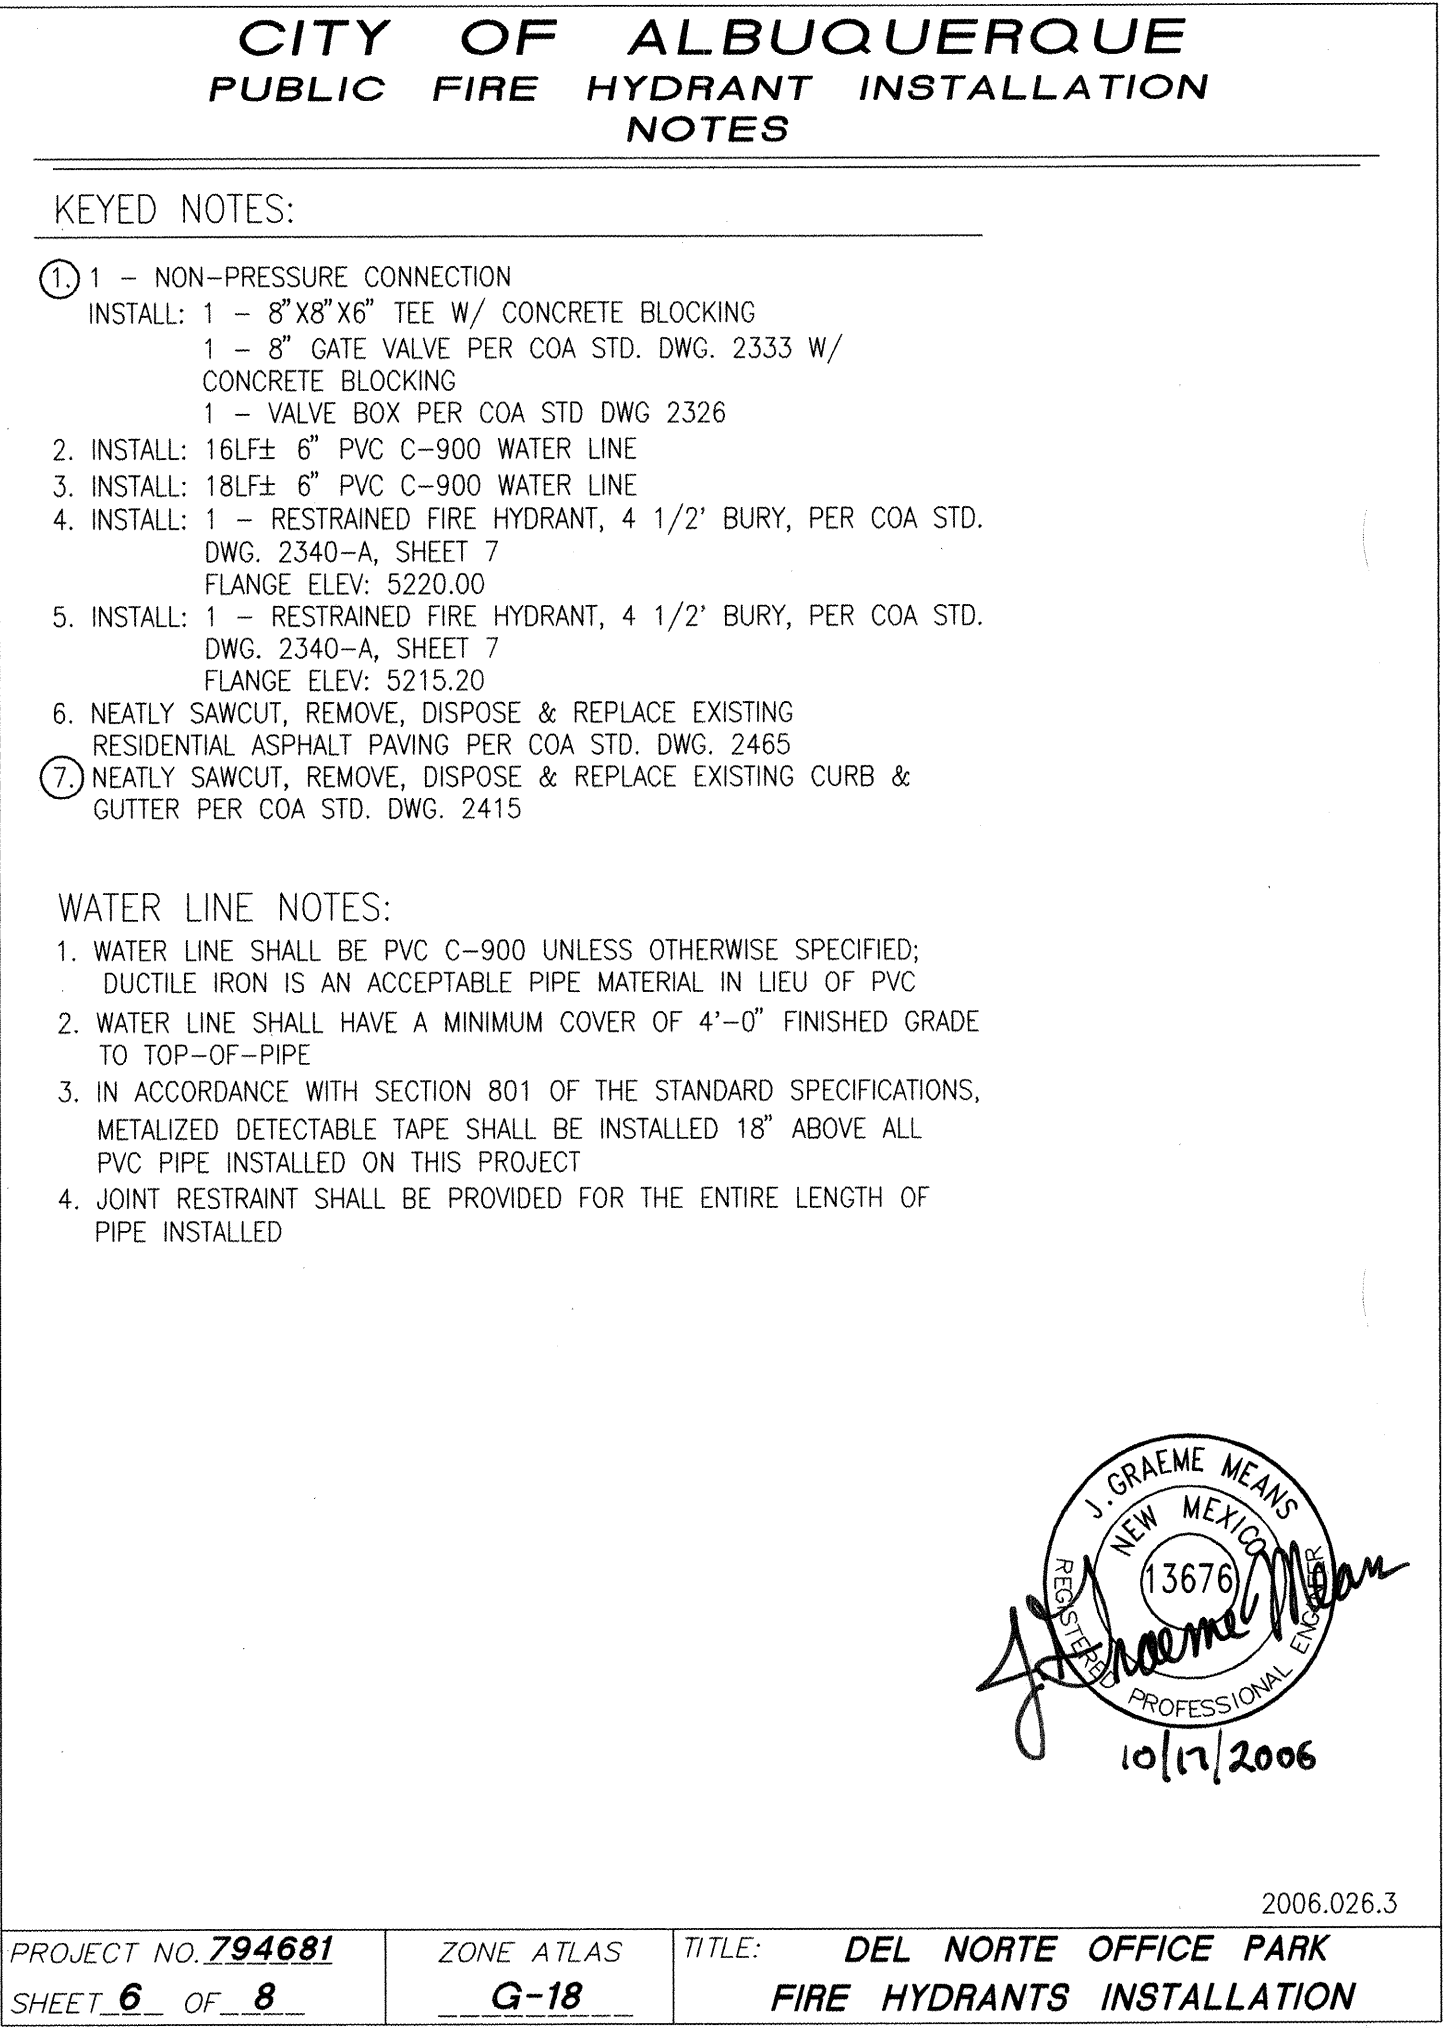 CITY OF ALBUQUERQUE
PUBLIC FIRE HYDRANT INSTALLATION
NOTES
KEYED NOTES:
1. 1 – NON–PRESSURE CONNECTION
INSTALL: 1 – 8"X8"X6" TEE W/ CONCRETE BLOCKING
1 – 8" GATE VALVE PER COA STD. DWG. 2333 W/
CONCRETE BLOCKING
1 – VALVE BOX PER COA STD DWG 2326
2. INSTALL: 16LF± 6" PVC C–900 WATER LINE
3. INSTALL: 18LF± 6" PVC C–900 WATER LINE
4. INSTALL: 1 – RESTRAINED FIRE HYDRANT, 4 1/2' BURY, PER COA STD.
DWG. 2340–A, SHEET 7
FLANGE ELEV: 5220.00
5. INSTALL: 1 – RESTRAINED FIRE HYDRANT, 4 1/2' BURY, PER COA STD.
DWG. 2340–A, SHEET 7
FLANGE ELEV: 5215.20
6. NEATLY SAWCUT, REMOVE, DISPOSE & REPLACE EXISTING
RESIDENTIAL ASPHALT PAVING PER COA STD. DWG. 2465
7. NEATLY SAWCUT, REMOVE, DISPOSE & REPLACE EXISTING CURB &
GUTTER PER COA STD. DWG. 2415
WATER LINE NOTES:
1. WATER LINE SHALL BE PVC C–900 UNLESS OTHERWISE SPECIFIED;
DUCTILE IRON IS AN ACCEPTABLE PIPE MATERIAL IN LIEU OF PVC
2. WATER LINE SHALL HAVE A MINIMUM COVER OF 4'–0" FINISHED GRADE
TO TOP–OF–PIPE
3. IN ACCORDANCE WITH SECTION 801 OF THE STANDARD SPECIFICATIONS,
METALIZED DETECTABLE TAPE SHALL BE INSTALLED 18" ABOVE ALL
PVC PIPE INSTALLED ON THIS PROJECT
4. JOINT RESTRAINT SHALL BE PROVIDED FOR THE ENTIRE LENGTH OF
PIPE INSTALLED
J. GRAEME MEANS
NEW MEXICO
13676
REGISTERED PROFESSIONAL ENGINEER
J. Graeme Means
10/17/2006
2006.026.3
PROJECT NO. 794681
SHEET 6 OF 8
ZONE ATLAS
G-18
TITLE: DEL NORTE OFFICE PARK
FIRE HYDRANTS INSTALLATION